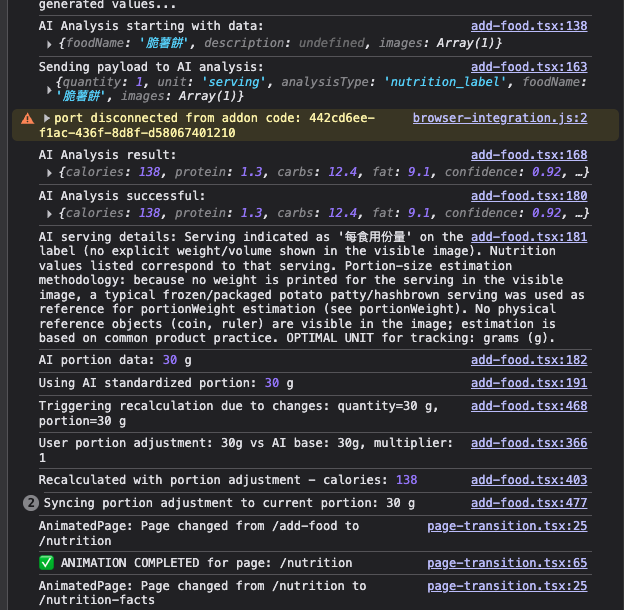 generated values...
AI Analysis starting with data: add-food.tsx:138
{foodName: '脆薯餅', description: undefined, images: Array(1)}
Sending payload to AI analysis: add-food.tsx:163
{quantity: 1, unit: 'serving', analysisType: 'nutrition_label', foodName:
'脆薯餅', images: Array(1)}
port disconnected from addon code: 442cd6ee- browser-integration.js:2
f1ac-436f-8d8f-d58067401210
AI Analysis result: add-food.tsx:168
{calories: 138, protein: 1.3, carbs: 12.4, fat: 9.1, confidence: 0.92, …}
AI Analysis successful: add-food.tsx:180
{calories: 138, protein: 1.3, carbs: 12.4, fat: 9.1, confidence: 0.92, …}
AI serving details: Serving indicated as '每食用份量' on the add-food.tsx:181
label (no explicit weight/volume shown in the visible image). Nutrition
values listed correspond to that serving. Portion-size estimation
methodology: because no weight is printed for the serving in the visible
image, a typical frozen/packaged potato patty/hashbrown serving was used as
reference for portionWeight estimation (see portionWeight). No physical
reference objects (coin, ruler) are visible in the image; estimation is
based on common product practice. OPTIMAL UNIT for tracking: grams (g).
AI portion data: 30 g add-food.tsx:182
Using AI standardized portion: 30 g add-food.tsx:191
Triggering recalculation due to changes: quantity=30 g, add-food.tsx:468
portion=30 g
User portion adjustment: 30g vs AI base: 30g, multiplier: add-food.tsx:366
1
Recalculated with portion adjustment – calories: 138 add-food.tsx:403
2 Syncing portion adjustment to current portion: 30 g add-food.tsx:477
AnimatedPage: Page changed from /add-food to page-transition.tsx:25
/nutrition
✅ ANIMATION COMPLETED for page: /nutrition page-transition.tsx:65
AnimatedPage: Page changed from /nutrition to page-transition.tsx:25
/nutrition-facts